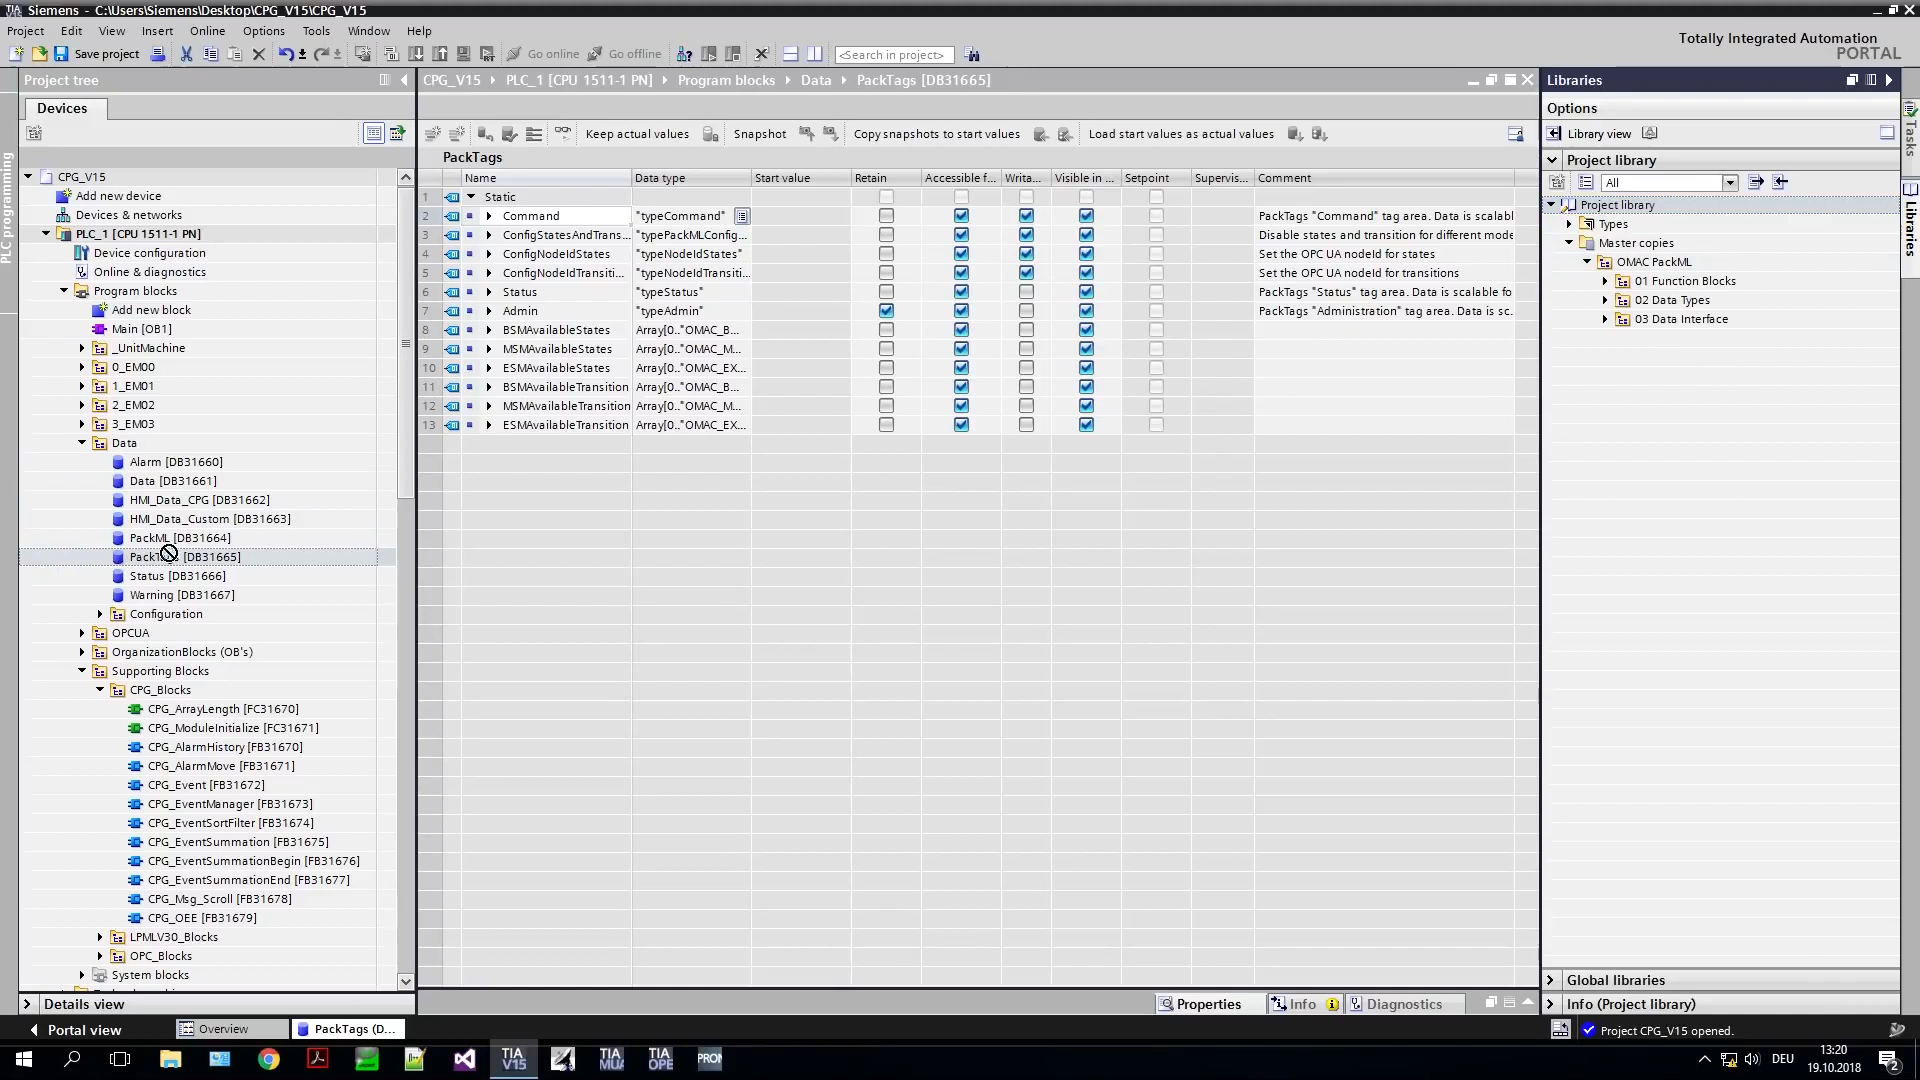 Siemens - C:\Users\Siemens\Desktop\CPG_V15\CPG_V15
Project Edit View Insert Online Options Tools Window Help
Totally Integrated Automation
PORTAL
Save project Go online Go offline <Search in project>
Project tree
CPG_V15 PLC_1 [CPU 1511-1 PN] Program blocks Data PackTags [DB31665]
Libraries
Devices
Options
Keep actual values Snapshot Copy snapshots to start values Load start values as actual values
Library view
PLC programming
Tasks
Libraries
PackTags
Project library
All
Project library
Types
Master copies
OMAC PackML
01 Function Blocks
02 Data Types
03 Data Interface
Name Data type Start value Retain Accessible f... Writa... Visible in ... Setpoint Supervis... Comment
1 Static
2 Command "typeCommand" PackTags "Command" tag area. Data is scalabl
3 ConfigStatesAndTrans... "typePackMLConfig... Disable states and transition for different mode
4 ConfigNodeIdStates "typeNodeIdStates" Set the OPC UA nodeId for states
5 ConfigNodeIdTransiti... "typeNodeIdTransiti... Set the OPC UA nodeId for transitions
6 Status "typeStatus" PackTags "Status" tag area. Data is scalable fo
7 Admin "typeAdmin" PackTags "Administration" tag area. Data is sc...
8 BSMAvailableStates Array[0.."OMAC_B...
9 MSMAvailableStates Array[0.."OMAC_M...
10 ESMAvailableStates Array[0.."OMAC_EX...
11 BSMAvailableTransition Array[0.."OMAC_B...
12 MSMAvailableTransition Array[0.."OMAC_M...
13 ESMAvailableTransition Array[0.."OMAC_EX...
CPG_V15
Add new device
Devices & networks
PLC_1 [CPU 1511-1 PN]
Device configuration
Online & diagnostics
Program blocks
Add new block
Main [OB1]
_UnitMachine
0_EM00
1_EM01
2_EM02
3_EM03
Data
Alarm [DB31660]
Data [DB31661]
HMI_Data_CPG [DB31662]
HMI_Data_Custom [DB31663]
PackML [DB31664]
[DB31665]
Status [DB31666]
Warning [DB31667]
Configuration
OPCUA
OrganizationBlocks (OB's)
Supporting Blocks
CPG_Blocks
CPG_ArrayLength [FC31670]
CPG_ModuleInitialize [FC31671]
CPG_AlarmHistory [FB31670]
CPG_AlarmMove [FB31671]
CPG_Event [FB31672]
CPG_EventManager [FB31673]
CPG_EventSortFilter [FB31674]
CPG_EventSummation [FB31675]
CPG_EventSummationBegin [FB31676]
CPG_EventSummationEnd [FB31677]
CPG_Msg_Scroll [FB31678]
CPG_OEE [FB31679]
LPMLV30_Blocks
OPC_Blocks
System blocks
Global libraries
Details view
Properties Info Diagnostics
Info (Project library)
Portal view Overview PackTags (D...
Project CPG_V15 opened.
TIA V15
TIA
TIA OPE
PRON
DEU
13:20
19.10.2018
2